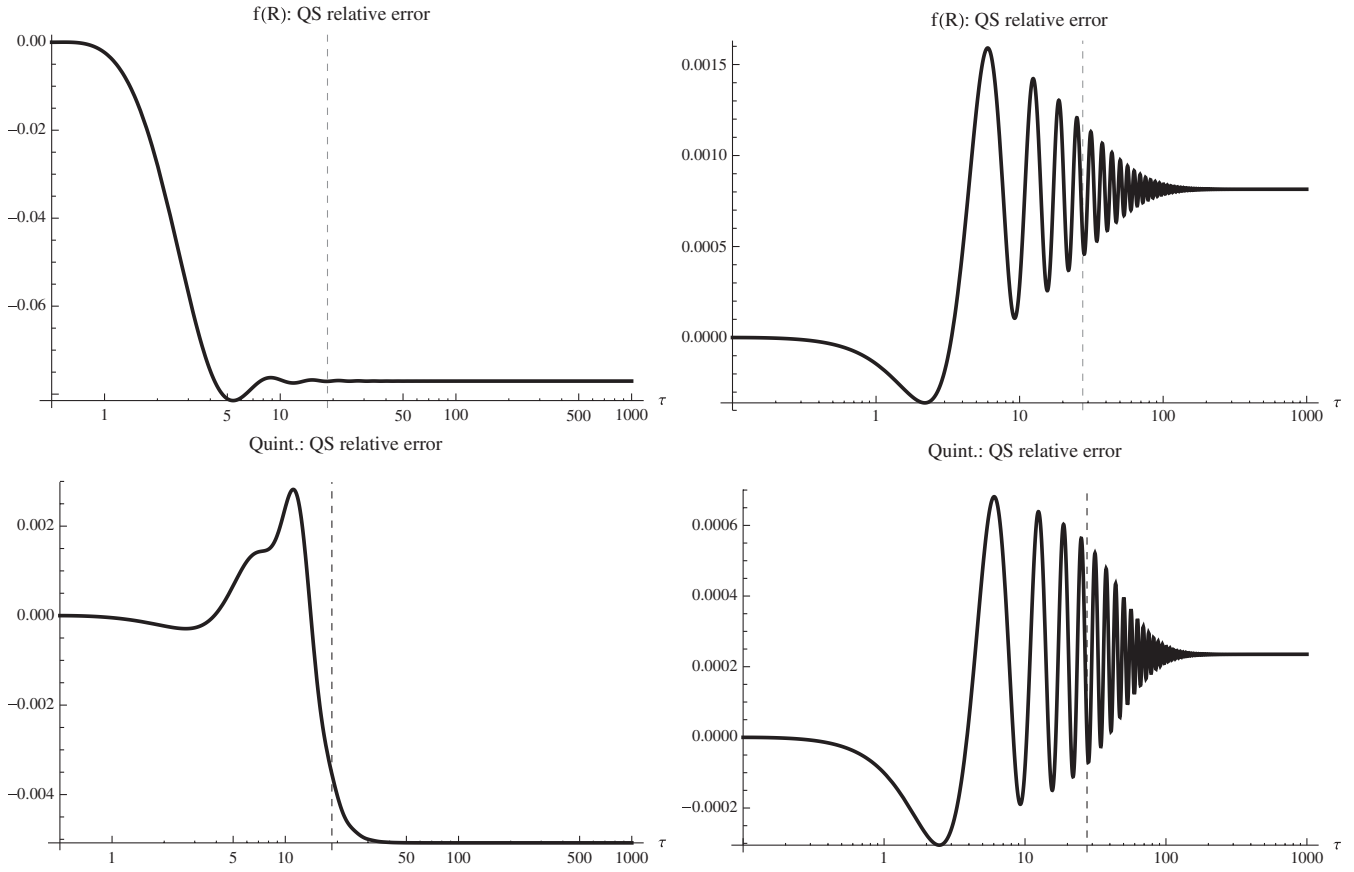 f(R): QS relative error
0.00
−0.02
−0.04
−0.06
1 5 10 50 100 500 1000 τ
f(R): QS relative error
0.0015
0.0010
0.0005
0.0000
1 10 100 1000 τ
Quint.: QS relative error
0.002
0.000
−0.002
−0.004
1 5 10 50 100 500 1000 τ
Quint.: QS relative error
0.0006
0.0004
0.0002
0.0000
−0.0002
1 10 100 1000 τ